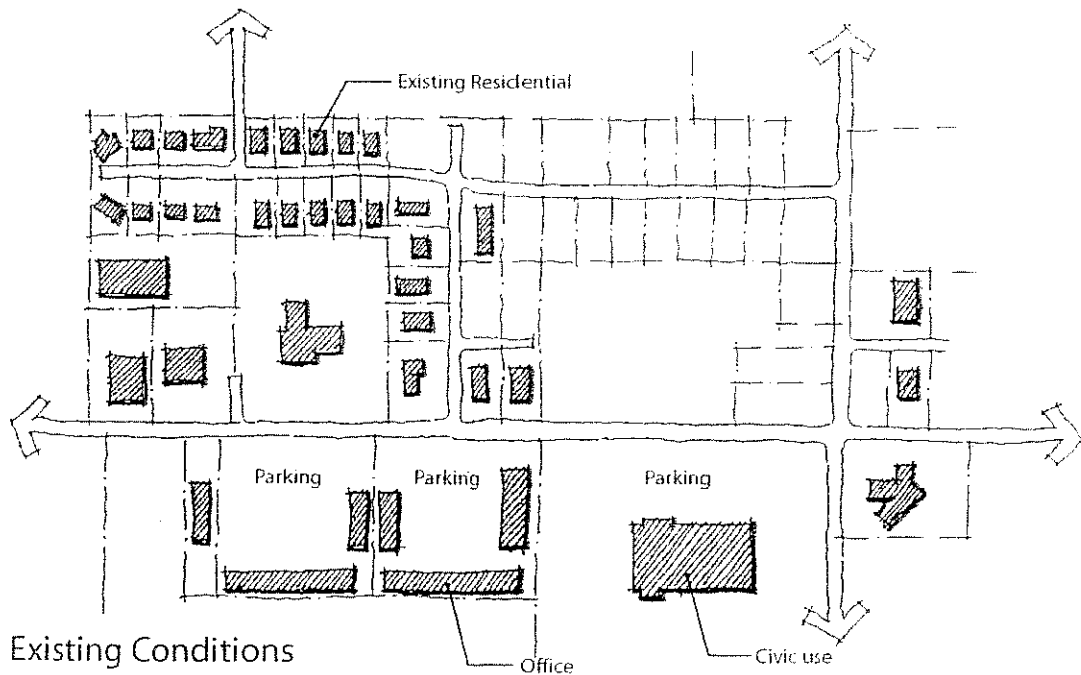 Existing Residential
Parking
Parking
Parking
Existing Conditions
Office
Civic use